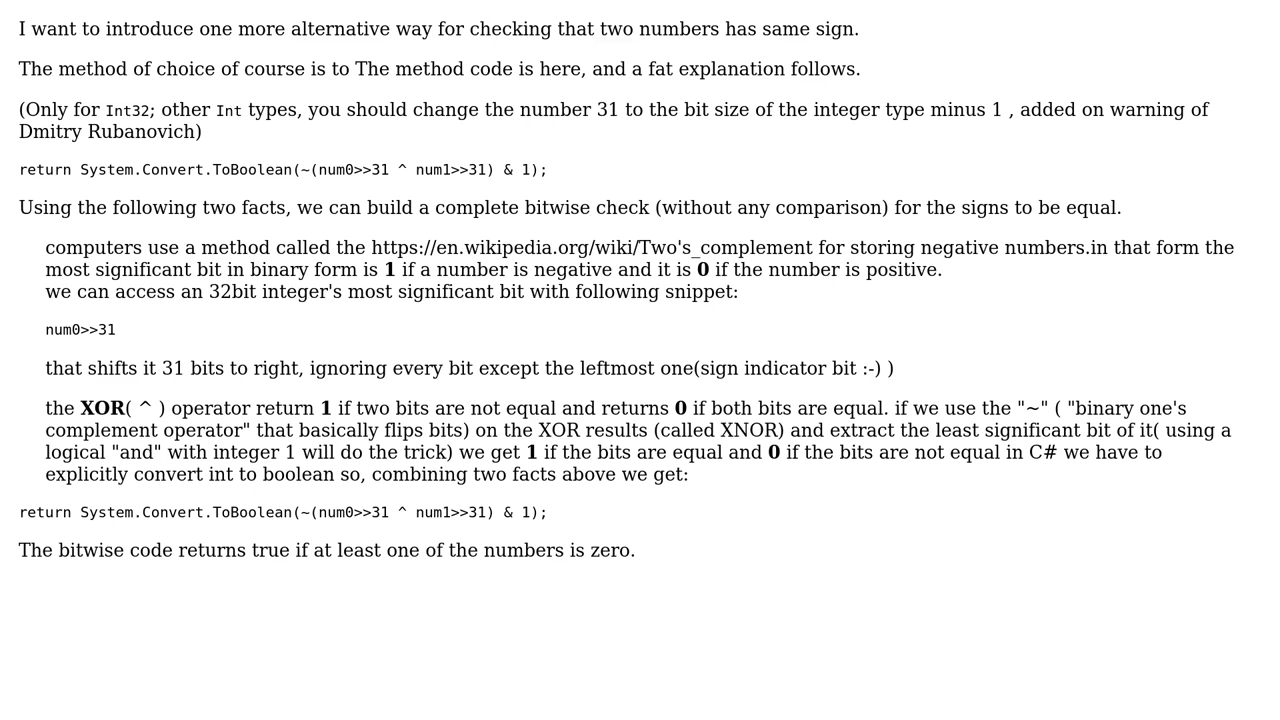 I want to introduce one more alternative way for checking that two numbers has same sign.
The method of choice of course is to The method code is here, and a fat explanation follows.
(Only for Int32; other Int types, you should change the number 31 to the bit size of the integer type minus 1 , added on warning of
Dmitry Rubanovich)
return System.Convert.ToBoolean(~(num0>>31 ^ num1>>31) & 1);
Using the following two facts, we can build a complete bitwise check (without any comparison) for the signs to be equal.
computers use a method called the https://en.wikipedia.org/wiki/Two's_complement for storing negative numbers.in that form the
most significant bit in binary form is 1 if a number is negative and it is 0 if the number is positive.
we can access an 32bit integer's most significant bit with following snippet:
num0>>31
that shifts it 31 bits to right, ignoring every bit except the leftmost one(sign indicator bit :-) )
the XOR( ^ ) operator return 1 if two bits are not equal and returns 0 if both bits are equal. if we use the "~" ( "binary one's
complement operator" that basically flips bits) on the XOR results (called XNOR) and extract the least significant bit of it( using a
logical "and" with integer 1 will do the trick) we get 1 if the bits are equal and 0 if the bits are not equal in C# we have to
explicitly convert int to boolean so, combining two facts above we get:
return System.Convert.ToBoolean(~(num0>>31 ^ num1>>31) & 1);
The bitwise code returns true if at least one of the numbers is zero.